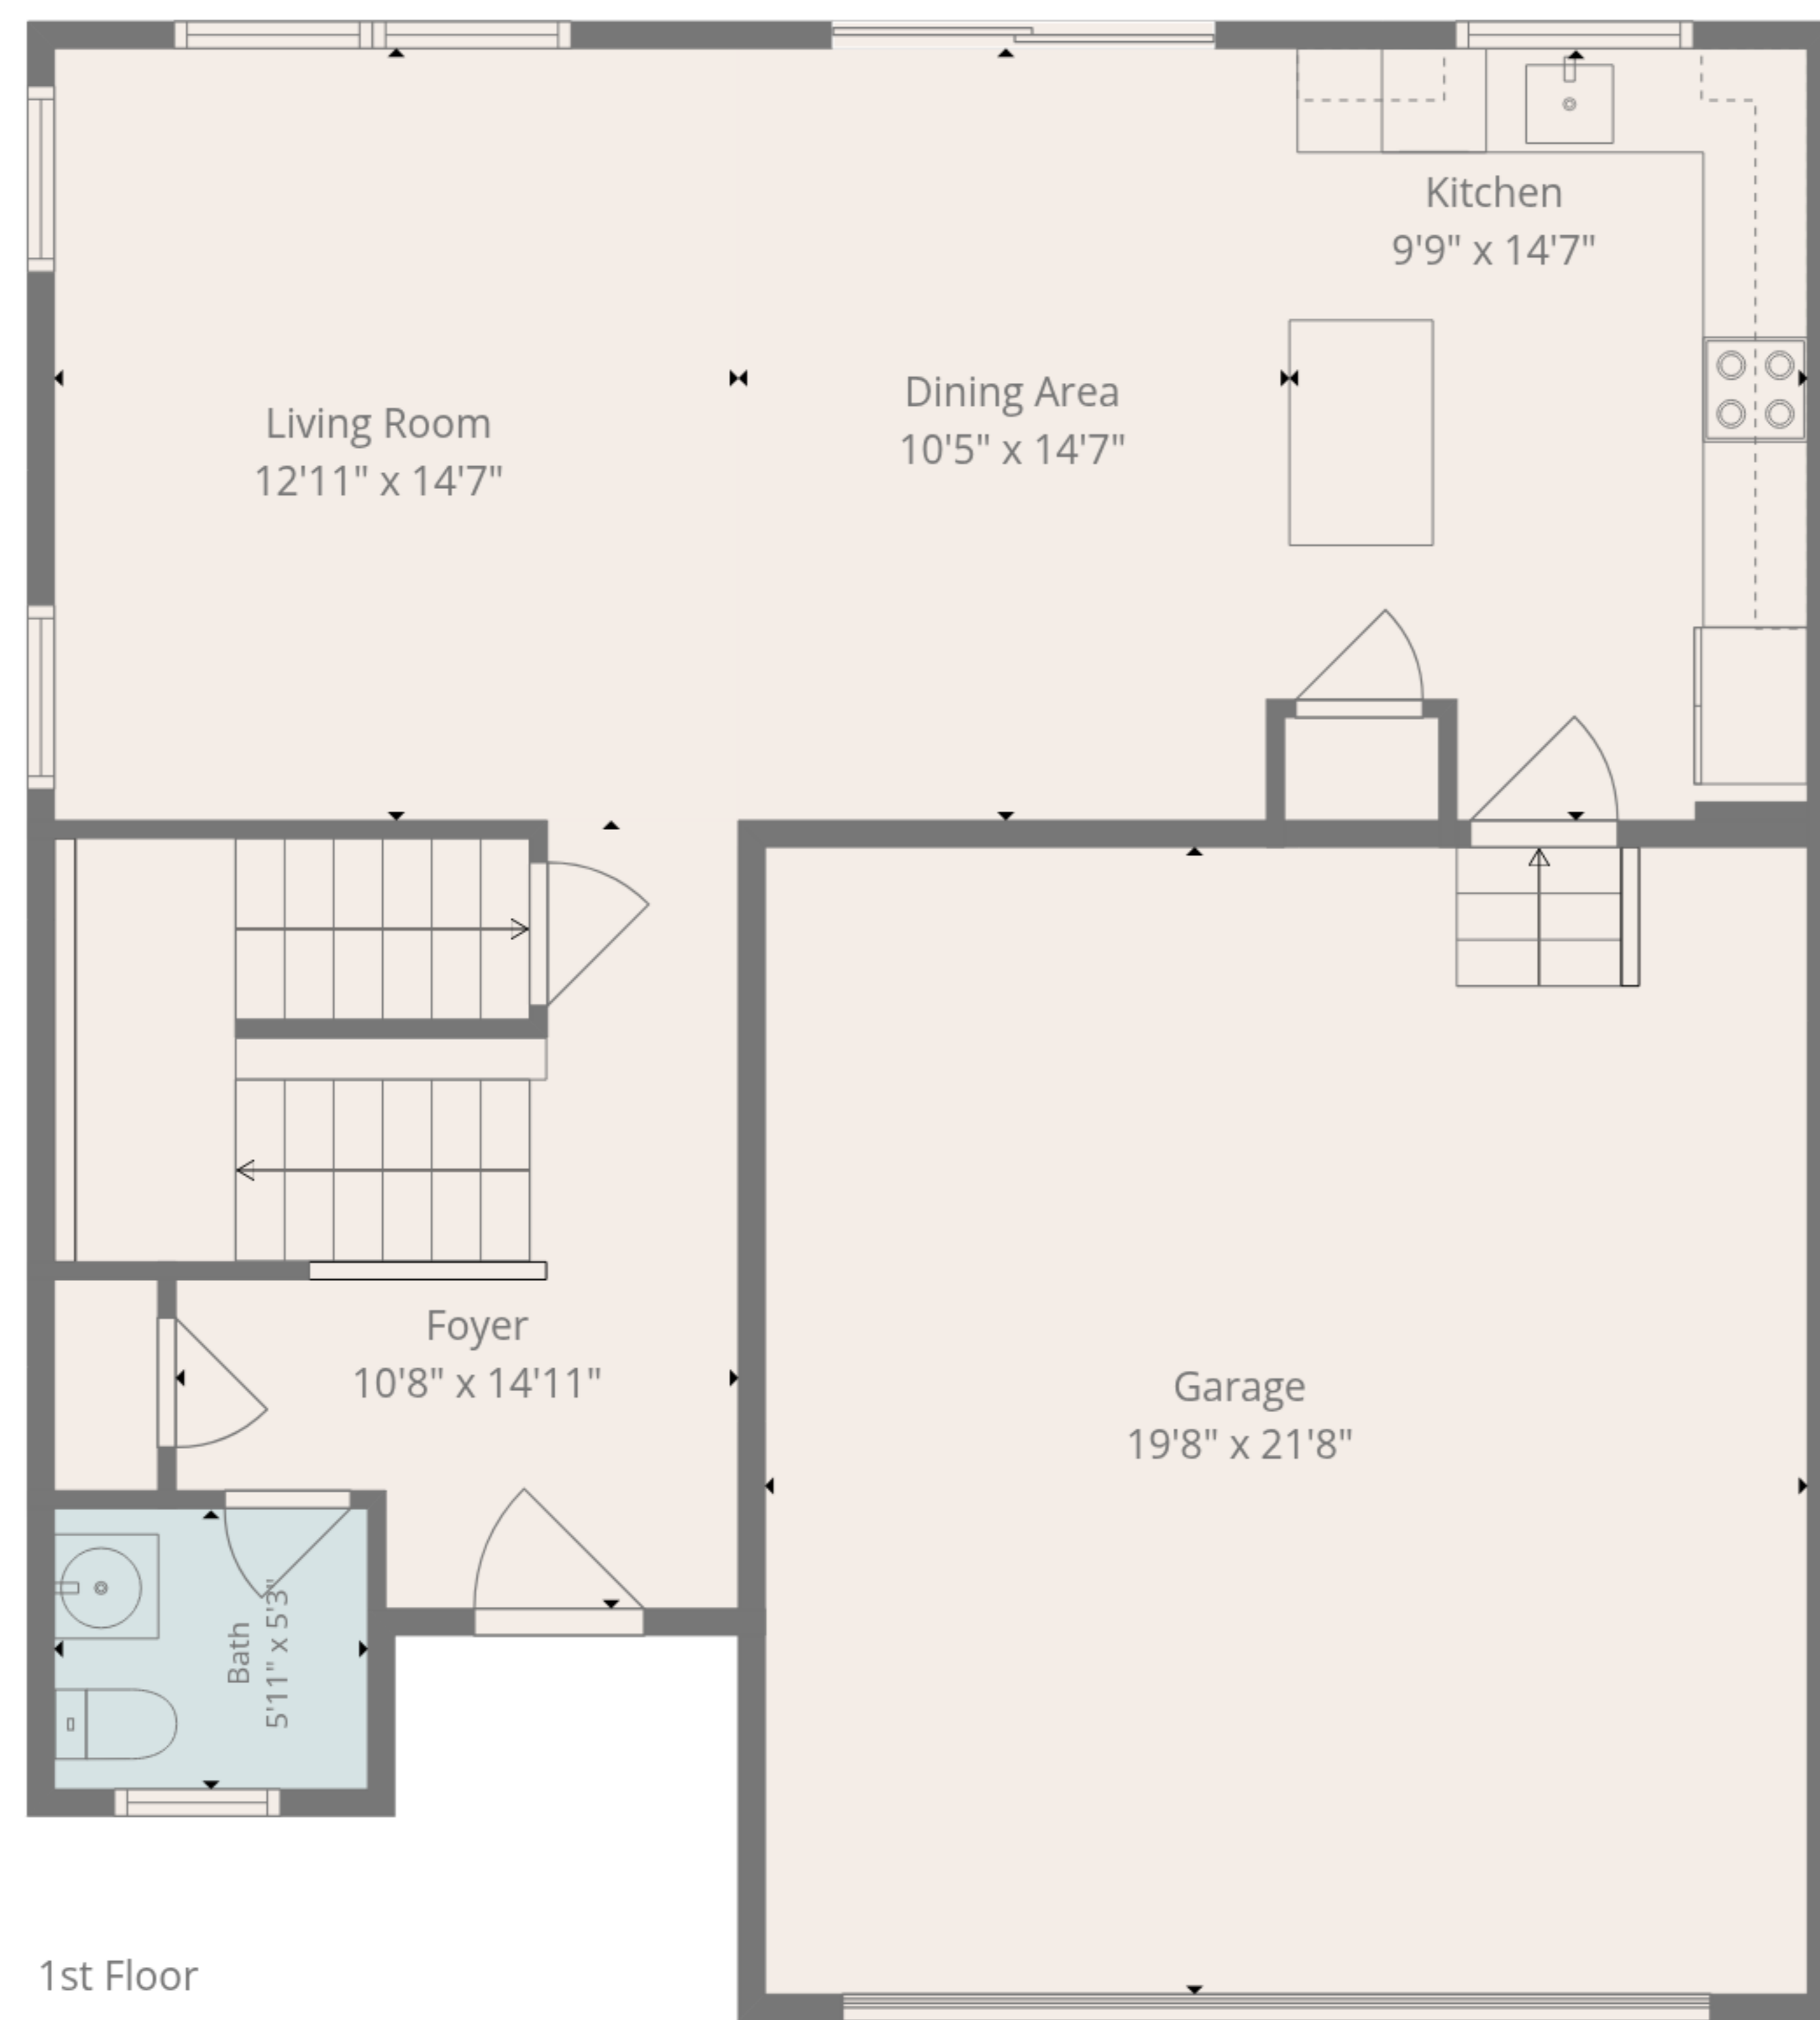 Kitchen
9'9" x 14'7"
Dining Area
10'5" x 14'7"
Living Room
12'11" x 14'7"
Foyer
10'8" x 14'11"
Garage
19'8" x 21'8"
Bath
5'11" x 5'3"
1st Floor